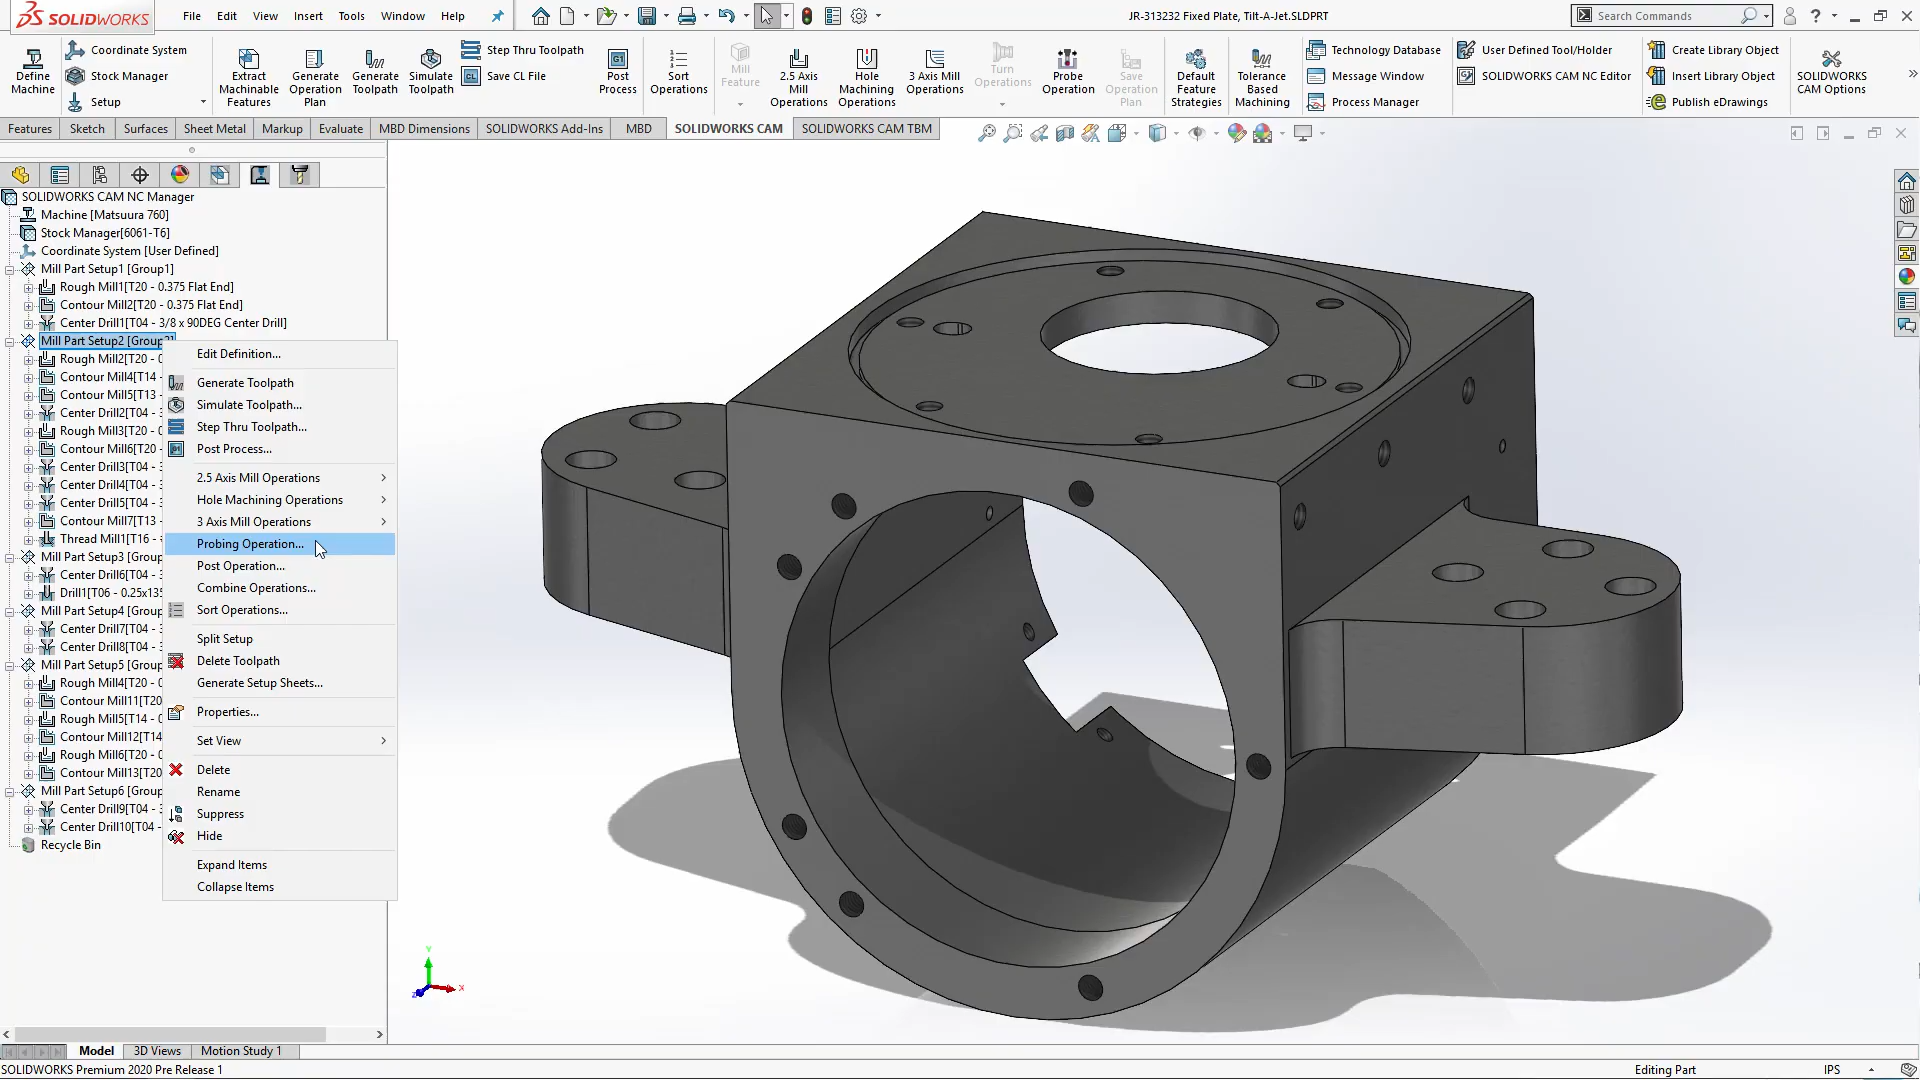 SOLIDWORKS
File Edit View Insert Tools Window Help
JR-313232 Fixed Plate, Tilt-A-Jet.SLDPRT
Search Commands
Define Machine
Coordinate System
Stock Manager
Setup
Extract Machinable Features
Generate Operation Plan
Generate Toolpath
Simulate Toolpath
Step Thru Toolpath
Save CL File
Post Process
Sort Operations
Mill Feature
2.5 Axis Mill Operations
Hole Machining Operations
3 Axis Mill Operations
Turn Operations
Probe Operation
Save Operation Plan
Default Feature Strategies
Tolerance Based Machining
Technology Database
Message Window
Process Manager
User Defined Tool/Holder
SOLIDWORKS CAM NC Editor
Create Library Object
Insert Library Object
Publish eDrawings
SOLIDWORKS CAM Options
Features Sketch Surfaces Sheet Metal Markup Evaluate MBD Dimensions SOLIDWORKS Add-Ins MBD SOLIDWORKS CAM SOLIDWORKS CAM TBM
SOLIDWORKS CAM NC Manager
Machine [Matsuura 760]
Stock Manager[6061-T6]
Coordinate System [User Defined]
Mill Part Setup1 [Group1]
Rough Mill1[T20 - 0.375 Flat End]
Contour Mill2[T20 - 0.375 Flat End]
Center Drill1[T04 - 3/8 x 90DEG Center Drill]
Mill Part Setup2 [Group2]
Rough Mill2[T20 - 0
Contour Mill4[T14 -
Contour Mill5[T13 -
Center Drill2[T04 - 3
Rough Mill3[T20 - 0
Contour Mill6[T20 -
Center Drill3[T04 - 3
Center Drill4[T04 - 3
Center Drill5[T04 - 3
Contour Mill7[T13 -
Thread Mill1[T16 - #
Mill Part Setup3 [Group
Center Drill6[T04 - 3
Drill1[T06 - 0.25x135
Mill Part Setup4 [Group
Center Drill7[T04 - 3
Center Drill8[T04 - 3
Mill Part Setup5 [Group
Rough Mill4[T20 - 0
Contour Mill11[T20
Rough Mill5[T14 - 0
Contour Mill12[T14
Rough Mill6[T20 - 0
Contour Mill13[T20
Mill Part Setup6 [Group
Center Drill9[T04 - 3
Center Drill10[T04 -
Recycle Bin
Edit Definition...
Generate Toolpath
Simulate Toolpath...
Step Thru Toolpath...
Post Process...
2.5 Axis Mill Operations
Hole Machining Operations
3 Axis Mill Operations
Probing Operation...
Post Operation...
Combine Operations...
Sort Operations...
Split Setup
Delete Toolpath
Generate Setup Sheets...
Properties...
Set View
Delete
Rename
Suppress
Hide
Expand Items
Collapse Items
Y
X
Z
Model 3D Views Motion Study 1
SOLIDWORKS Premium 2020 Pre Release 1
Editing Part
IPS